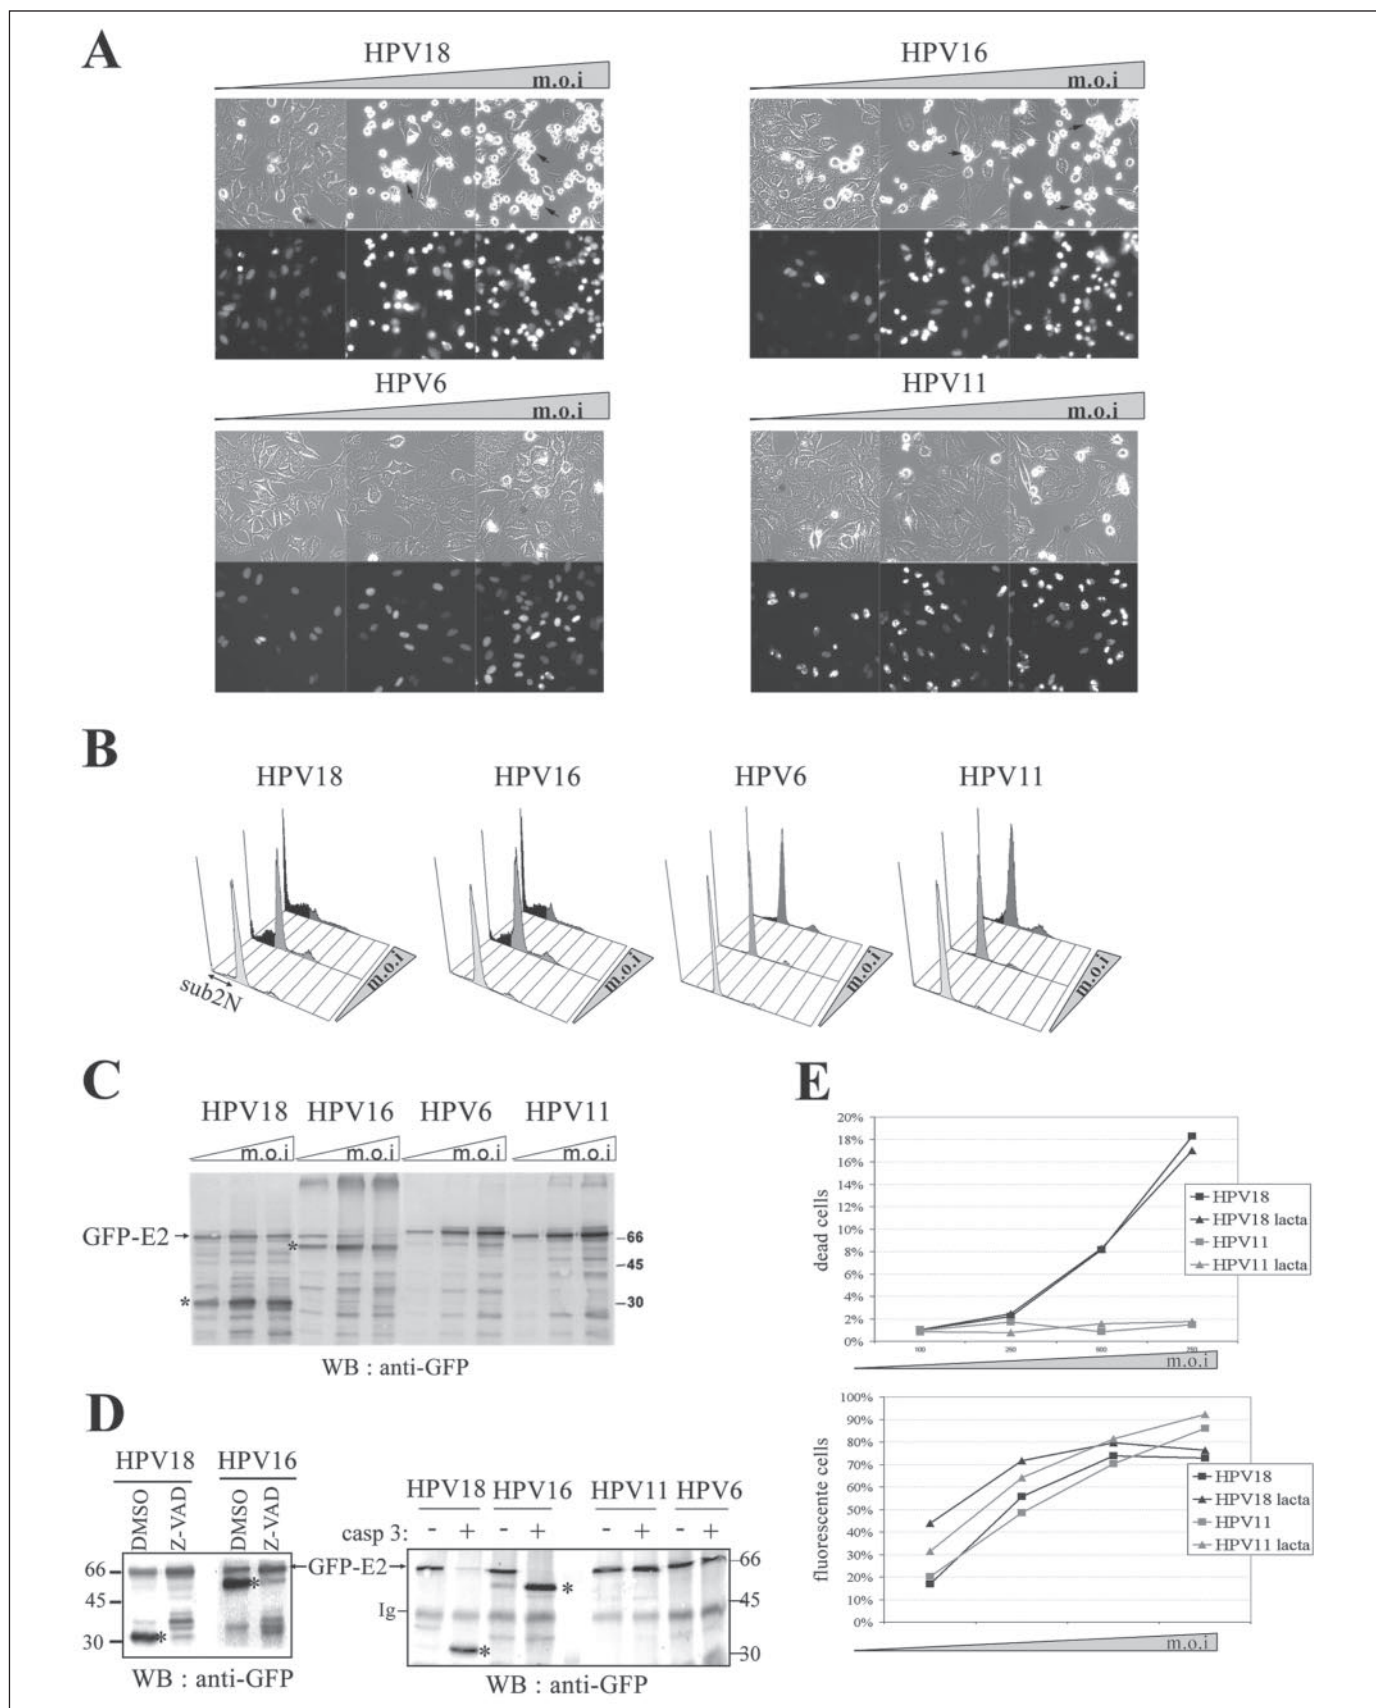 A
HPV18 HPV16
m.o.i m.o.i
HPV6 HPV11
m.o.i m.o.i
B
HPV18 HPV16 HPV6 HPV11
sub2N
m.o.i m.o.i m.o.i m.o.i
C
HPV18 HPV16 HPV6 HPV11
m.o.i m.o.i m.o.i m.o.i
GFP-E2
*
*
66
45
30
WB : anti-GFP
D
HPV18 HPV16
DMSO Z-VAD DMSO Z-VAD
66
45
30
*
*
WB : anti-GFP
HPV18 HPV16 HPV11 HPV6
casp 3: - + - + - + - +
GFP-E2
Ig
*
*
66
45
30
WB : anti-GFP
E
20%
18%
16%
14%
12%
10%
8%
6%
4%
2%
0%
dead cells
HPV18
HPV18 lacta
HPV11
HPV11 lacta
m.o.i
100%
90%
80%
70%
60%
50%
40%
30%
20%
10%
0%
fluorescente cells
HPV18
HPV18 lacta
HPV11
HPV11 lacta
m.o.i